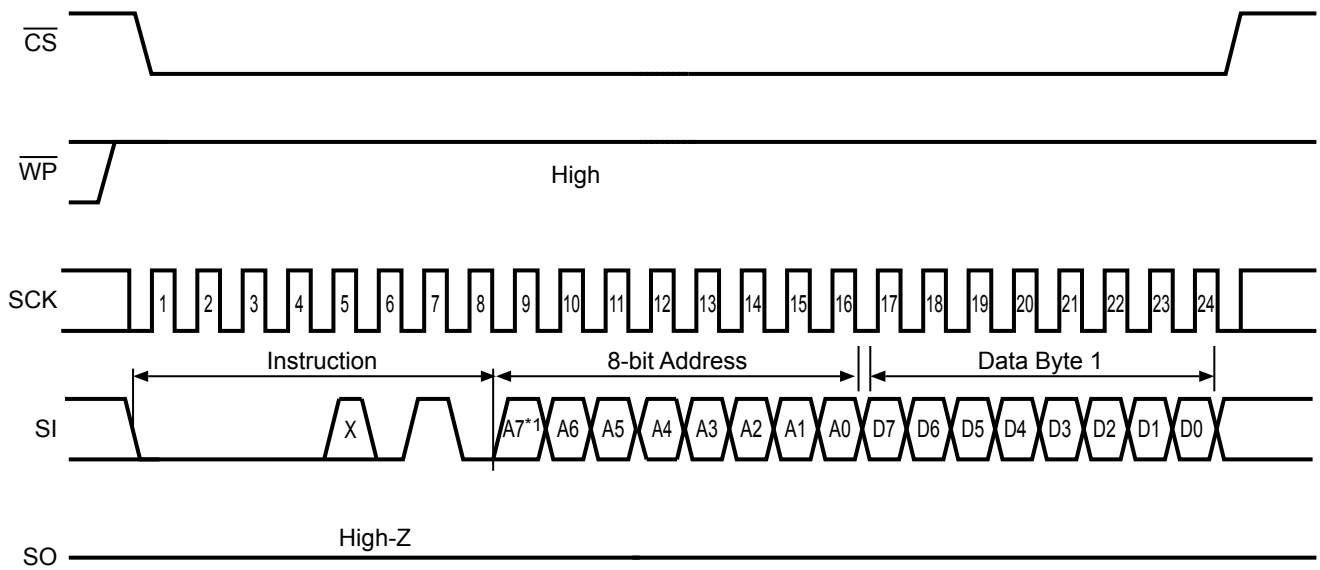 CS
WP
High
SCK
1 2 3 4 5 6 7 8 9 10 11 12 13 14 15 16 17 18 19 20 21 22 23 24
Instruction 8-bit Address Data Byte 1
SI
X A7*1 A6 A5 A4 A3 A2 A1 A0 D7 D6 D5 D4 D3 D2 D1 D0
High-Z
SO